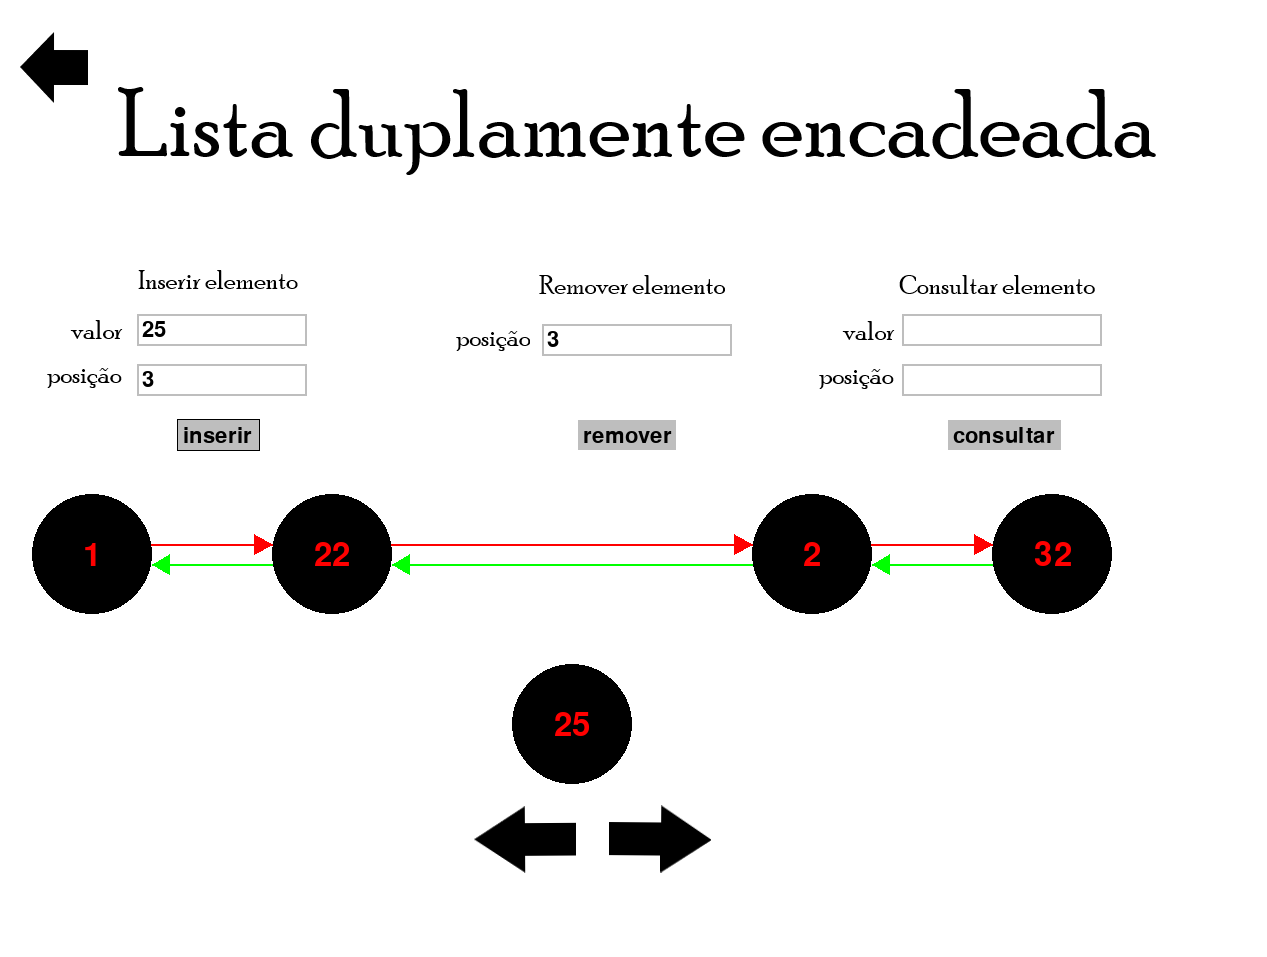 Lista duplamente encadeada
Inserir elemento
valor 25
posição 3
inserir
Remover elemento
posição 3
remover
Consultar elemento
valor
posição
consultar
1 22 2 32
25